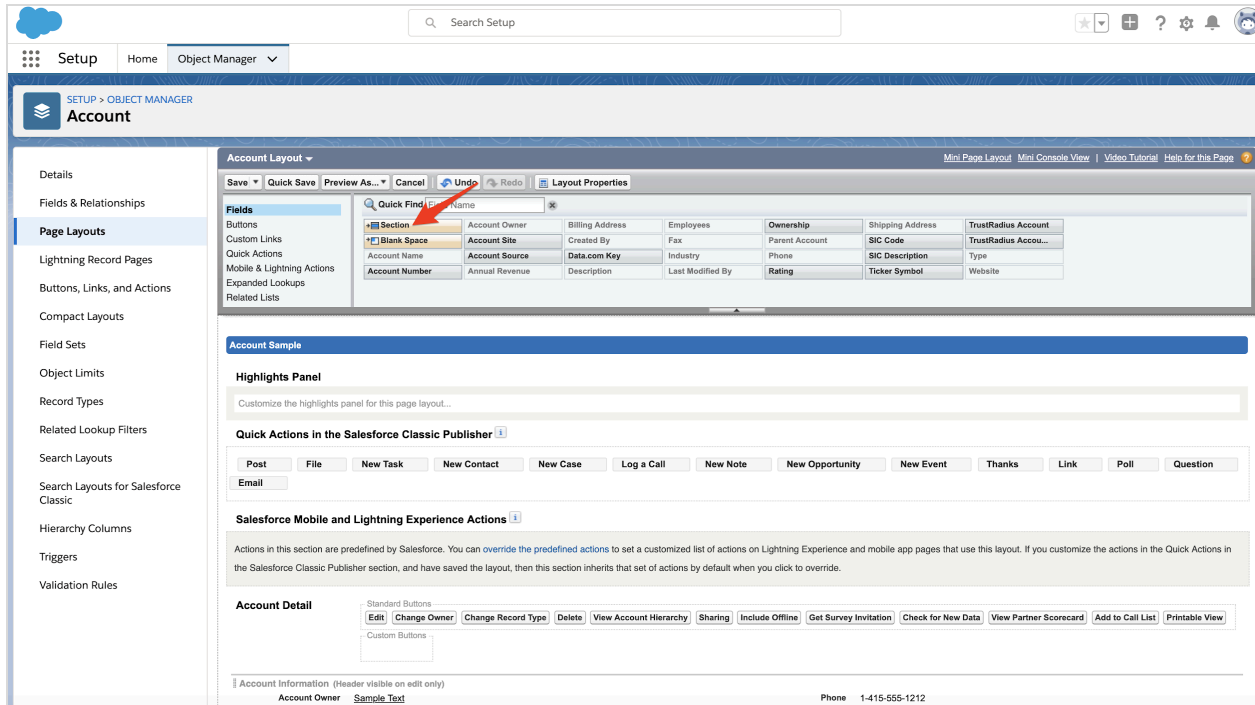 Search Setup
Setup Home Object Manager
SETUP > OBJECT MANAGER
Account
Details
Fields & Relationships
Page Layouts
Lightning Record Pages
Buttons, Links, and Actions
Compact Layouts
Field Sets
Object Limits
Record Types
Related Lookup Filters
Search Layouts
Search Layouts for Salesforce
Classic
Hierarchy Columns
Triggers
Validation Rules
Account Layout Mini Page Layout Mini Console View | Video Tutorial Help for this Page ?
Save Quick Save Preview As... Cancel Undo Redo Layout Properties
Fields
Buttons
Custom Links
Quick Actions
Mobile & Lightning Actions
Expanded Lookups
Related Lists
Quick Find Name
Section Account Owner Billing Address Employees Ownership Shipping Address TrustRadius Account
Blank Space Account Site Created By Fax Parent Account SIC Code TrustRadius Accou...
Account Name Account Source Data.com Key Industry Phone SIC Description Type
Account Number Annual Revenue Description Last Modified By Rating Ticker Symbol Website
Account Sample
Highlights Panel
Customize the highlights panel for this page layout...
Quick Actions in the Salesforce Classic Publisher i
Post File New Task New Contact New Case Log a Call New Note New Opportunity New Event Thanks Link Poll Question
Email
Salesforce Mobile and Lightning Experience Actions i
Actions in this section are predefined by Salesforce. You can override the predefined actions to set a customized list of actions on Lightning Experience and mobile app pages that use this layout. If you customize the actions in the Quick Actions in
the Salesforce Classic Publisher section, and have saved the layout, then this section inherits that set of actions by default when you click to override.
Account Detail
Standard Buttons
Edit Change Owner Change Record Type Delete View Account Hierarchy Sharing Include Offline Get Survey Invitation Check for New Data View Partner Scorecard Add to Call List Printable View
Custom Buttons
Account Information (Header visible on edit only)
Account Owner Sample Text Phone 1-415-555-1212